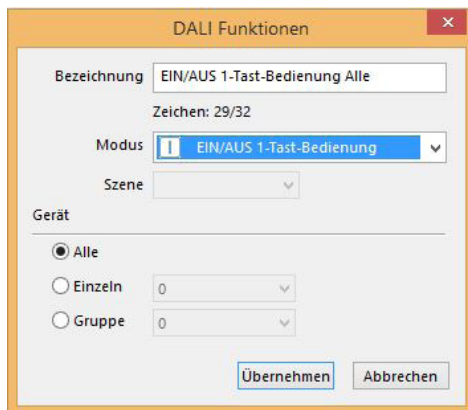 DALI Funktionen
Bezeichnung EIN/AUS 1-Tast-Bedienung Alle
Zeichen: 29/32
Modus EIN/AUS 1-Tast-Bedienung
Szene
Gerät
Alle
Einzeln 0
Gruppe 0
Übernehmen Abbrechen